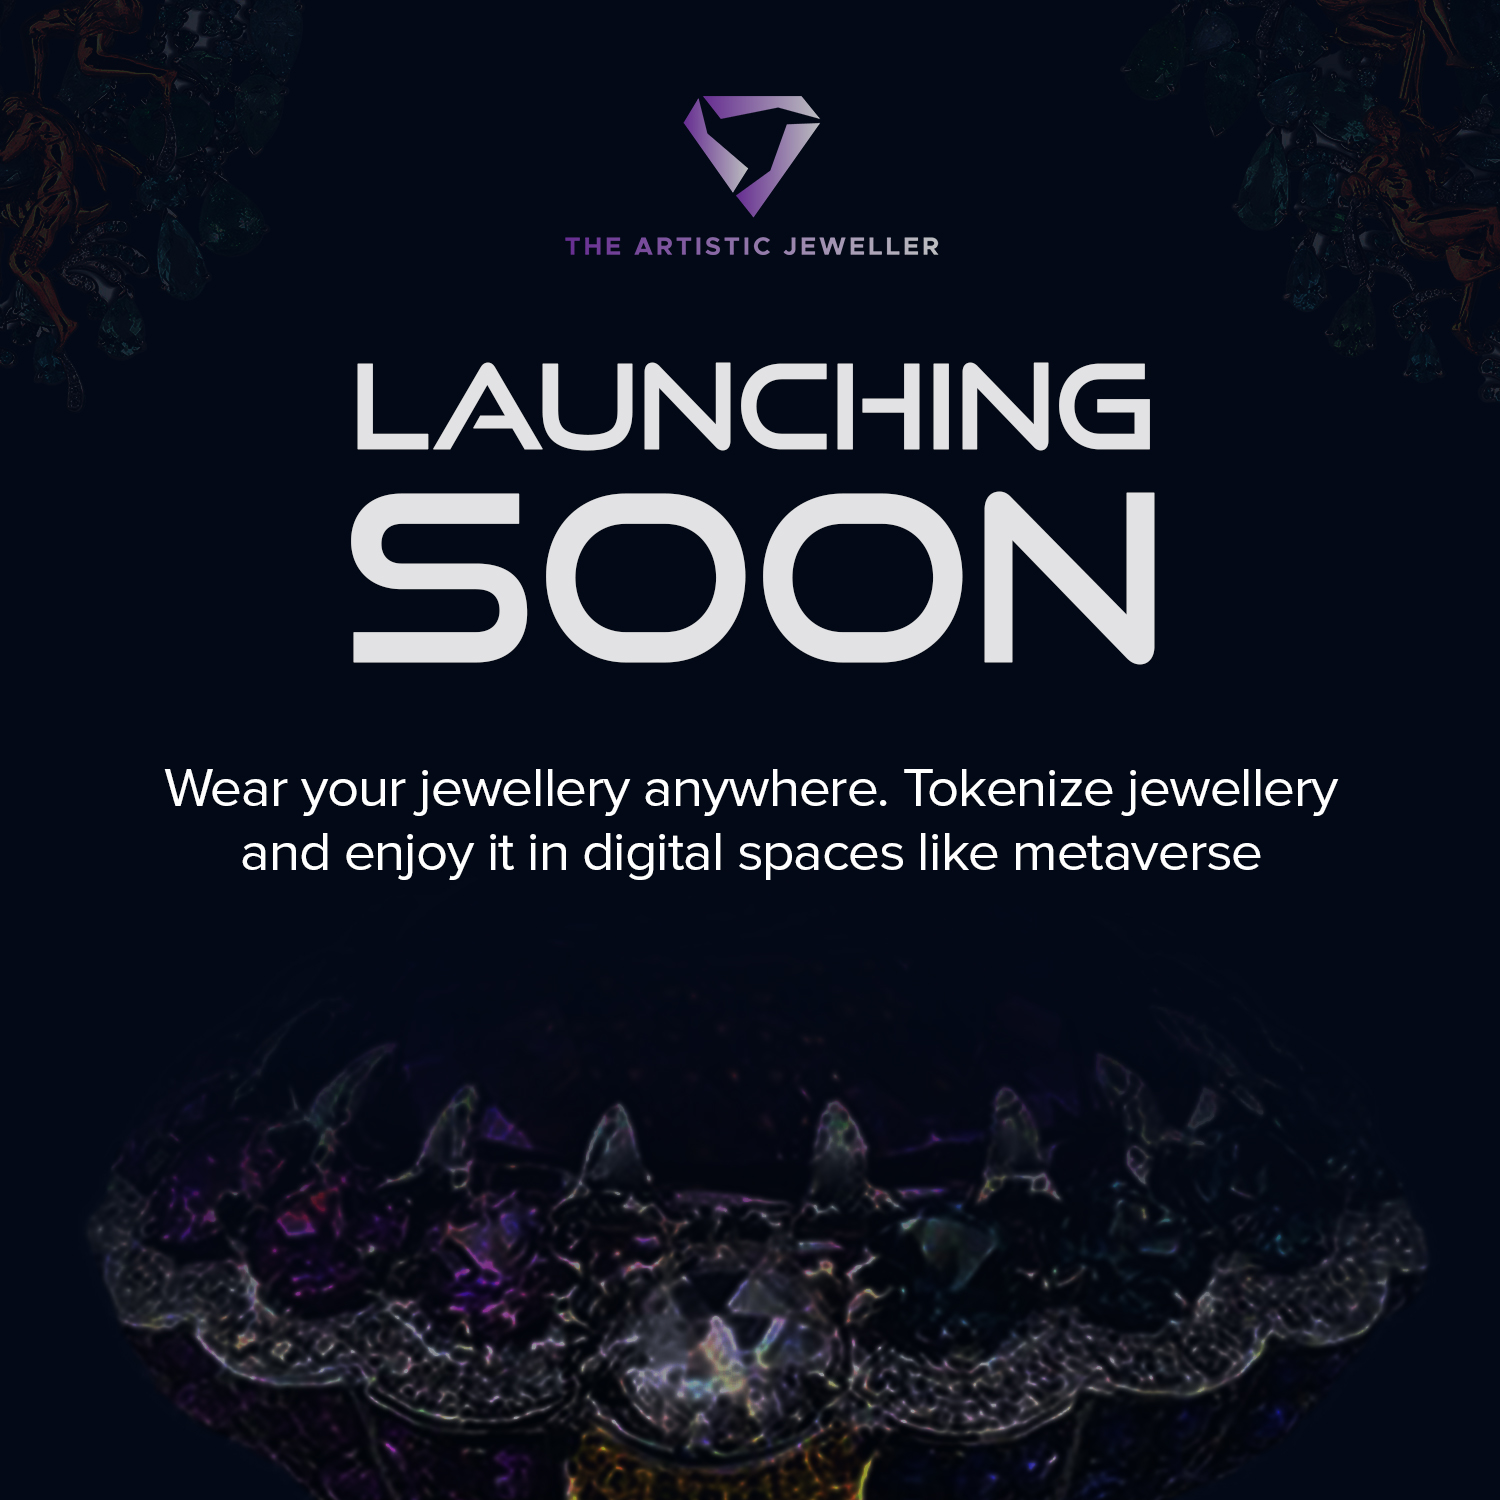 THE ARTISTIC JEWELLER
LAUNCHING
SOON
Wear your jewellery anywhere. Tokenize jewellery
and enjoy it in digital spaces like metaverse